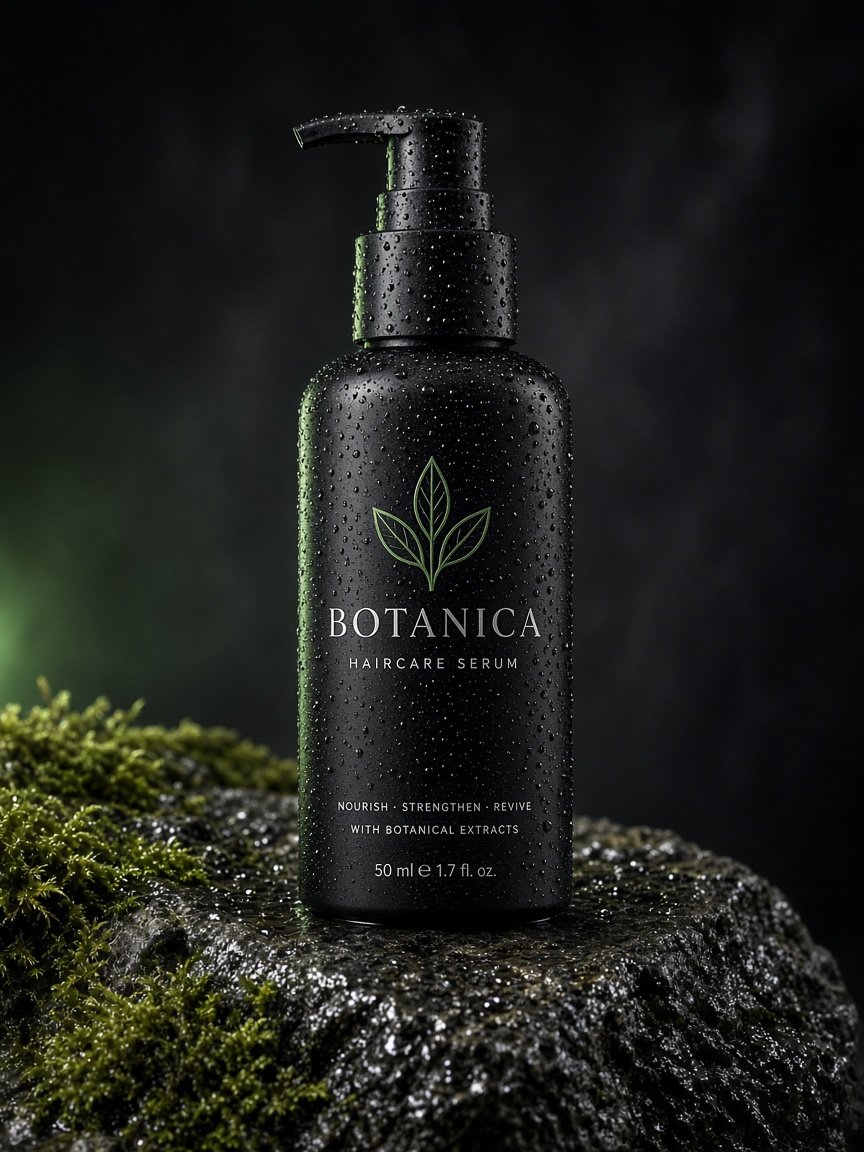 BOTANICA
HAIRCARE SERUM
NOURISH · STRENGTHEN · REVIVE
WITH BOTANICAL EXTRACTS
50 ml ℮ 1.7 fl. oz.